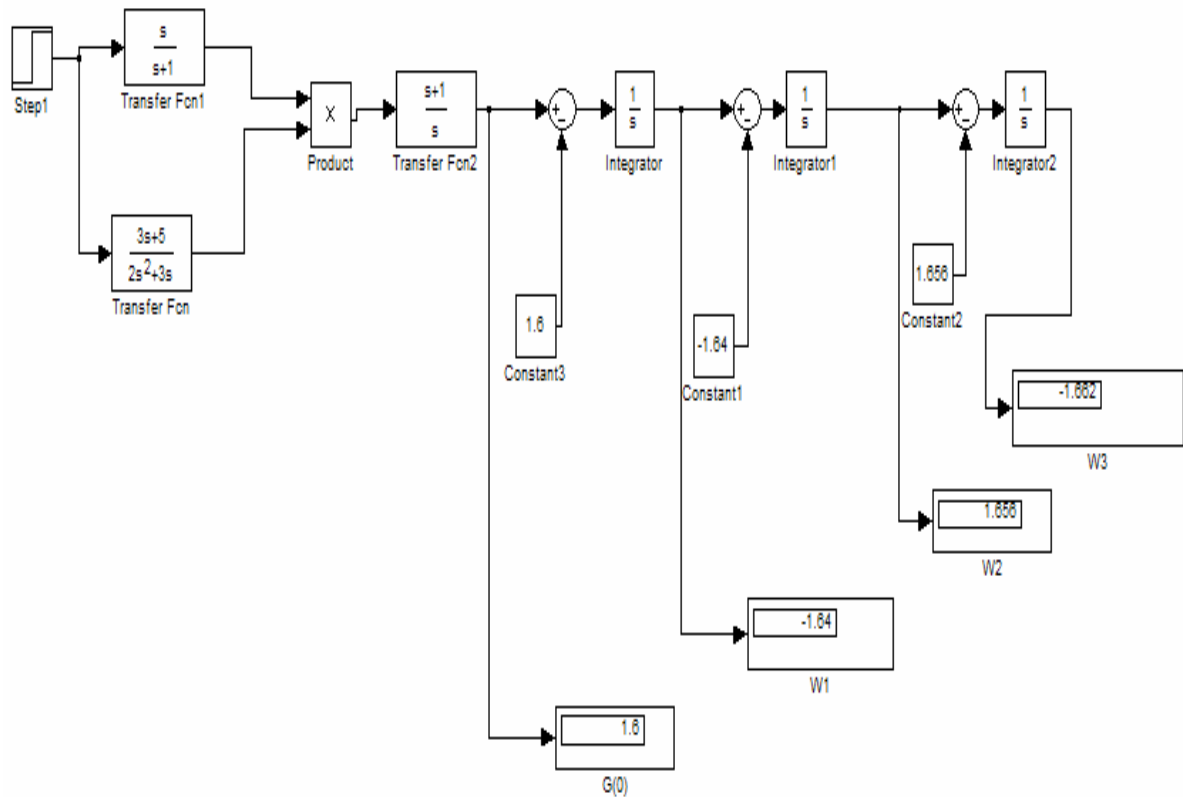 Step1
s
s+1
Transfer Fcn1
3s+5
2s²+3s
Transfer Fcn
X
Product
s+1
s
Transfer Fcn2
+
-
1
s
Integrator
+
-
1
s
Integrator1
+
-
1
s
Integrator2
1.6
Constant3
-1.64
Constant1
1.656
Constant2
-1.662
W3
1.656
W2
-1.64
W1
1.6
G(0)